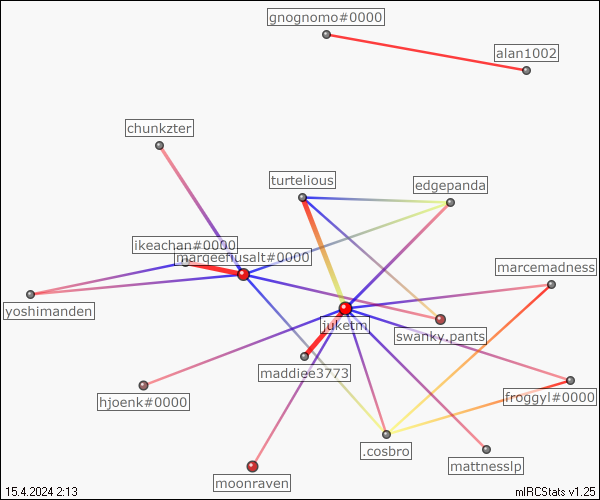 gnognomo#0000
alan1002
chunkzter
turtelious
edgepanda
ikeachan#0000
marqeefusalt#0000
marcemadness
yoshimanden
juketm
swanky.pants
maddiee3773
hjoenk#0000
froggyl#0000
.cosbro
mattnesslp
moonraven
15.4.2024 2:13
mIRCStats v1.25